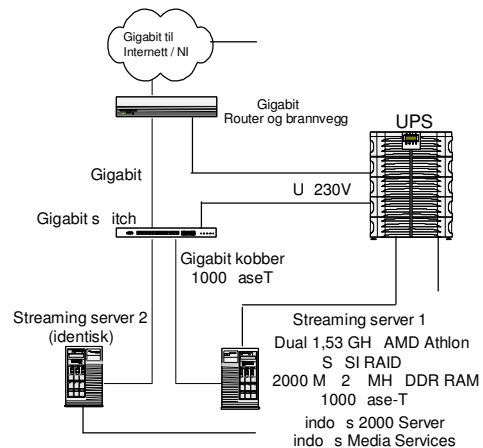 Gigabit til
Internett / NI
Gigabit
Router og brannvegg
UPS
Gigabit
U 230V
Gigabit s itch
Gigabit kobber
1000 aseT
Streaming server 2
(identisk)
Streaming server 1
Dual 1,53 GH AMD Athlon
S SI RAID
2000 M 2 MH DDR RAM
1000 ase-T
indo s 2000 Server
indo s Media Services